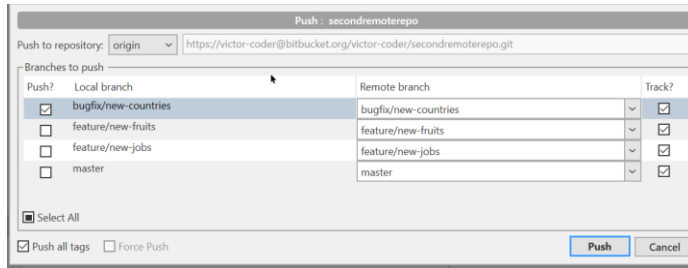 Push : secondremoterepo
Push to repository: origin https://victor-coder@bitbucket.org/victor-coder/secondremoterepo.git
Branches to push
Push? Local branch Remote branch Track?
bugfix/new-countries bugfix/new-countries
feature/new-fruits feature/new-fruits
feature/new-jobs feature/new-jobs
master master
Select All
Push all tags Force Push Push Cancel